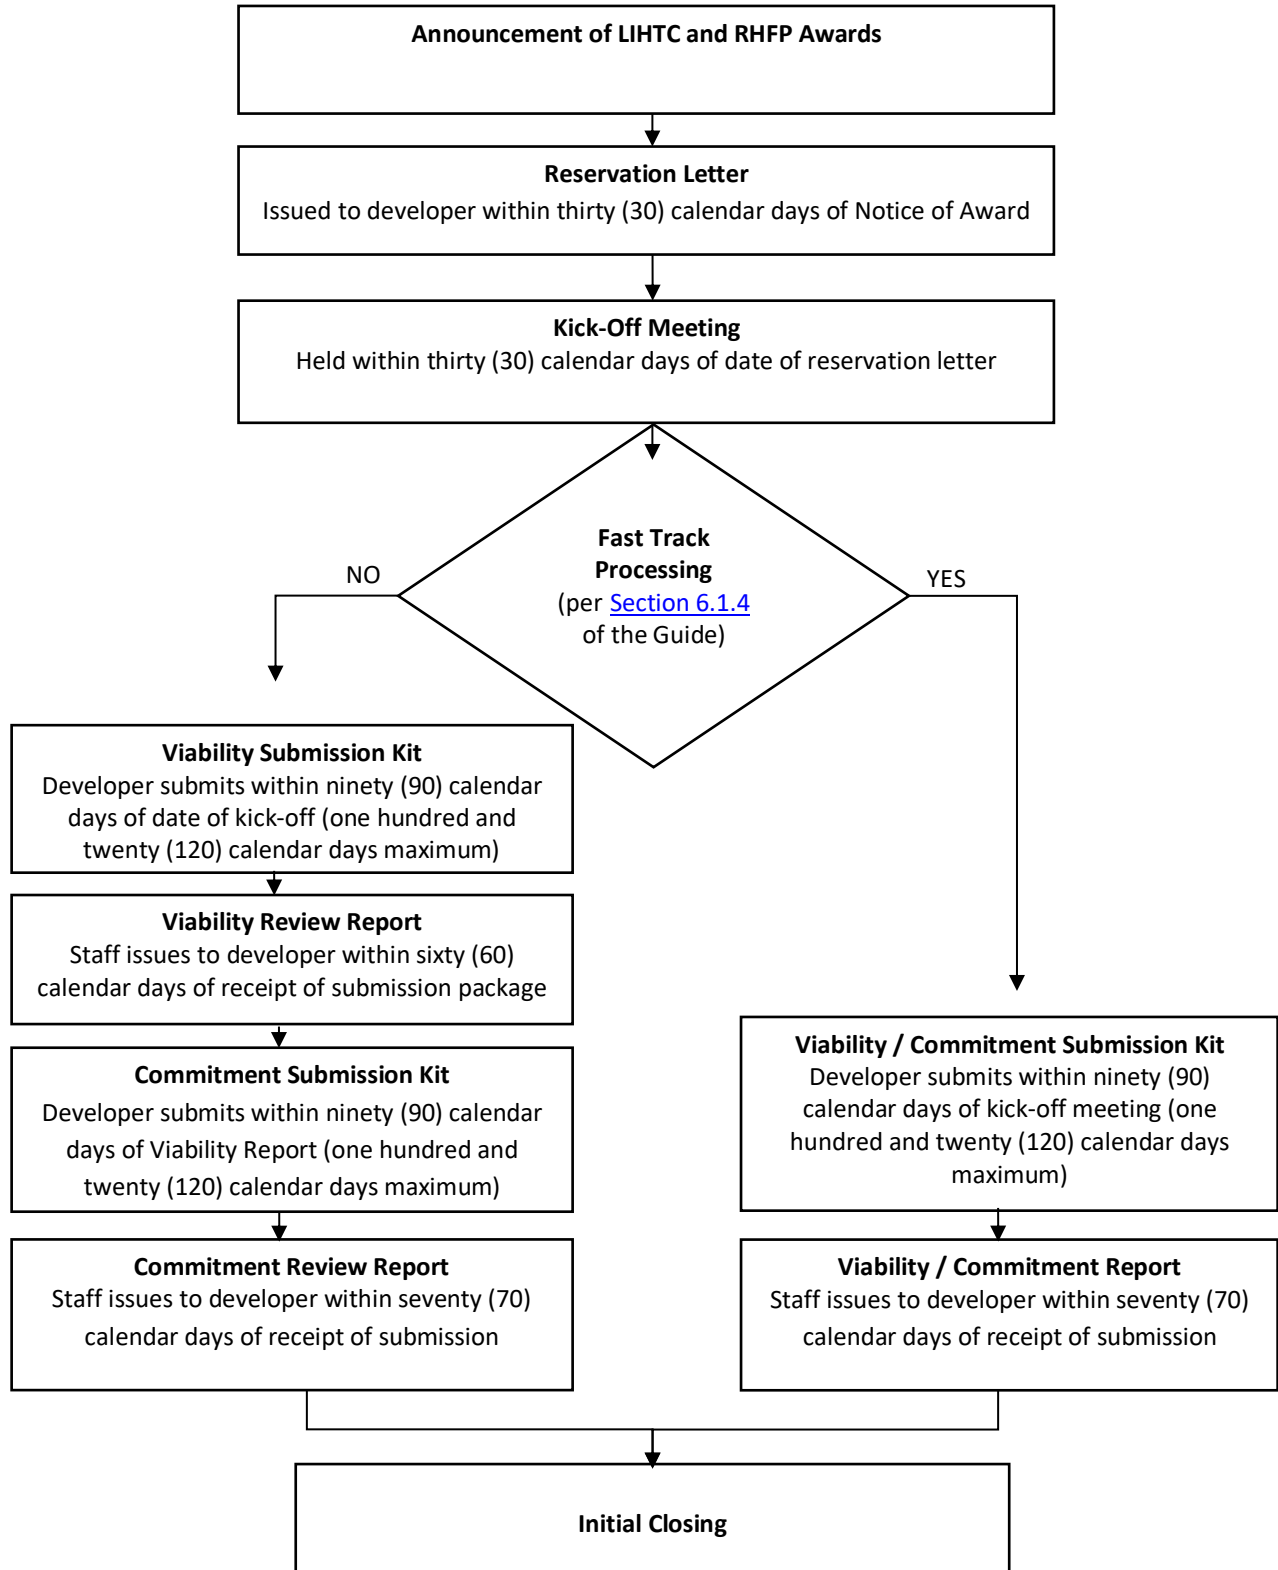 Announcement of LIHTC and RHFP Awards
Reservation Letter
Issued to developer within thirty (30) calendar days of Notice of Award
Kick-Off Meeting
Held within thirty (30) calendar days of date of reservation letter
Fast Track
Processing
(per Section 6.1.4
of the Guide)
NO
YES
Viability Submission Kit
Developer submits within ninety (90) calendar
days of date of kick-off (one hundred and
twenty (120) calendar days maximum)
Viability Review Report
Staff issues to developer within sixty (60)
calendar days of receipt of submission package
Commitment Submission Kit
Developer submits within ninety (90) calendar
days of Viability Report (one hundred and
twenty (120) calendar days maximum)
Commitment Review Report
Staff issues to developer within seventy (70)
calendar days of receipt of submission
Viability / Commitment Submission Kit
Developer submits within ninety (90)
calendar days of kick-off meeting (one
hundred and twenty (120) calendar days
maximum)
Viability / Commitment Report
Staff issues to developer within seventy (70)
calendar days of receipt of submission
Initial Closing